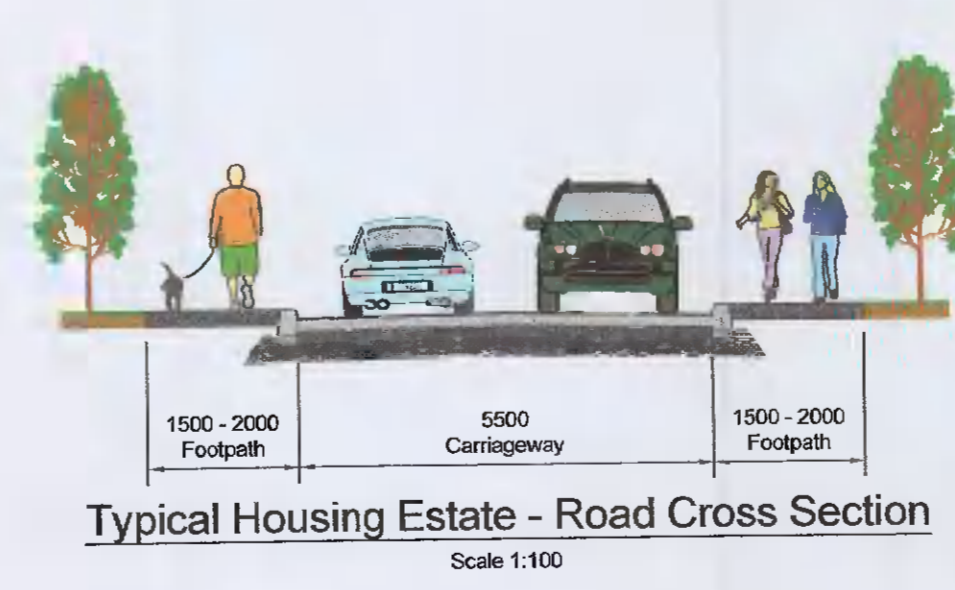 1500 - 2000
Footpath
5500
Carriageway
1500 - 2000
Footpath
Typical Housing Estate - Road Cross Section
Scale 1:100